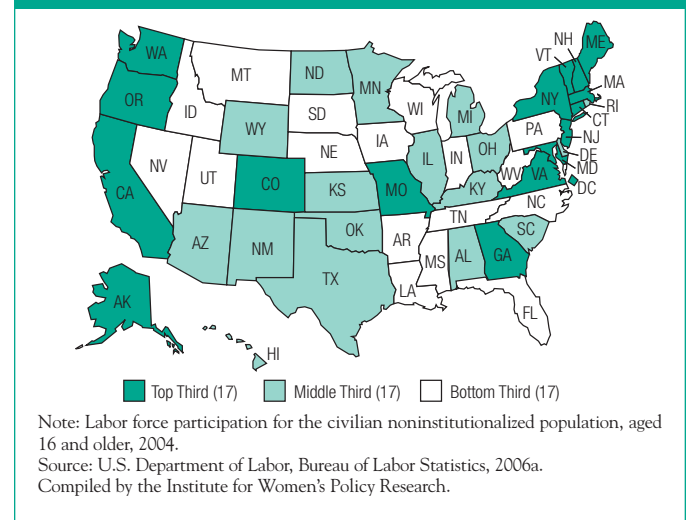 WA
OR
CA
AK
HI
MT
ID
NV
UT
AZ
WY
CO
NM
ND
SD
NE
KS
OK
TX
MN
IA
MO
AR
LA
WI
IL
MI
IN
OH
KY
TN
MS
AL
GA
FL
SC
NC
VA
WV
PA
NY
VT
NH
ME
MA
RI
CT
NJ
DE
MD
DC
Top Third (17) Middle Third (17) Bottom Third (17)
Note: Labor force participation for the civilian noninstitutionalized population, aged
16 and older, 2004.
Source: U.S. Department of Labor, Bureau of Labor Statistics, 2006a.
Compiled by the Institute for Women's Policy Research.